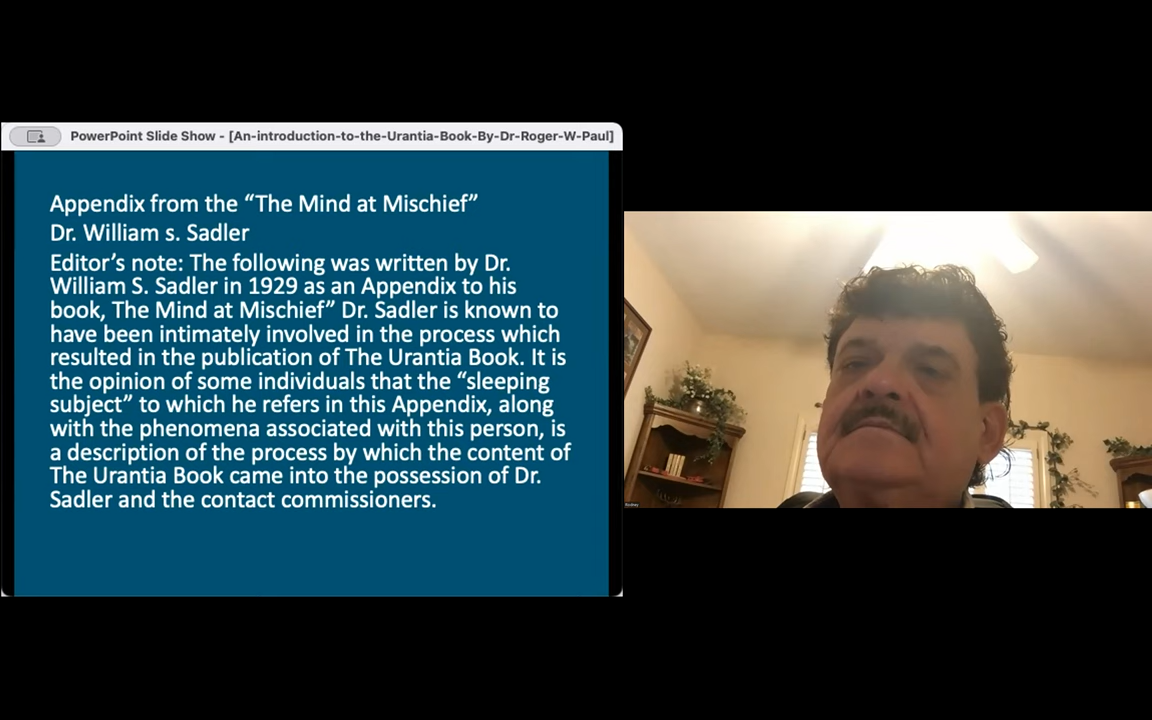 PowerPoint Slide Show - [An-introduction-to-the-Urantia-Book-By-Dr-Roger-W-Paul]
Appendix from the “The Mind at Mischief”
Dr. William s. Sadler
Editor’s note: The following was written by Dr.
William S. Sadler in 1929 as an Appendix to his
book, The Mind at Mischief” Dr. Sadler is known to
have been intimately involved in the process which
resulted in the publication of The Urantia Book. It is
the opinion of some individuals that the “sleeping
subject” to which he refers in this Appendix, along
with the phenomena associated with this person, is
a description of the process by which the content of
The Urantia Book came into the possession of Dr.
Sadler and the contact commissioners.